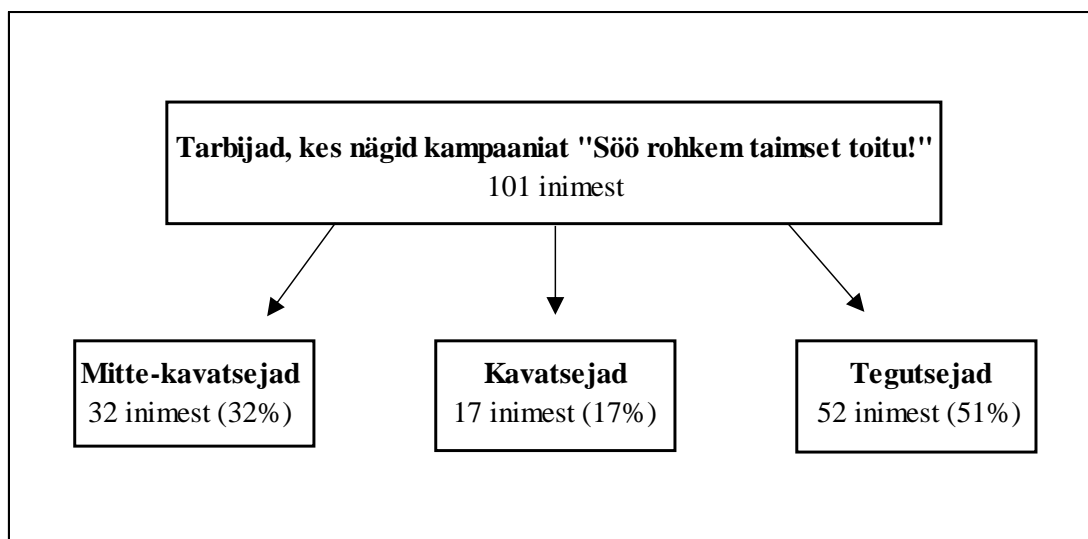 Tarbijad, kes nägid kampaaniat "Söö rohkem taimset toitu!"
101 inimest
Mitte-kavatsejad
32 inimest (32%)
Kavatsejad
17 inimest (17%)
Tegutsejad
52 inimest (51%)